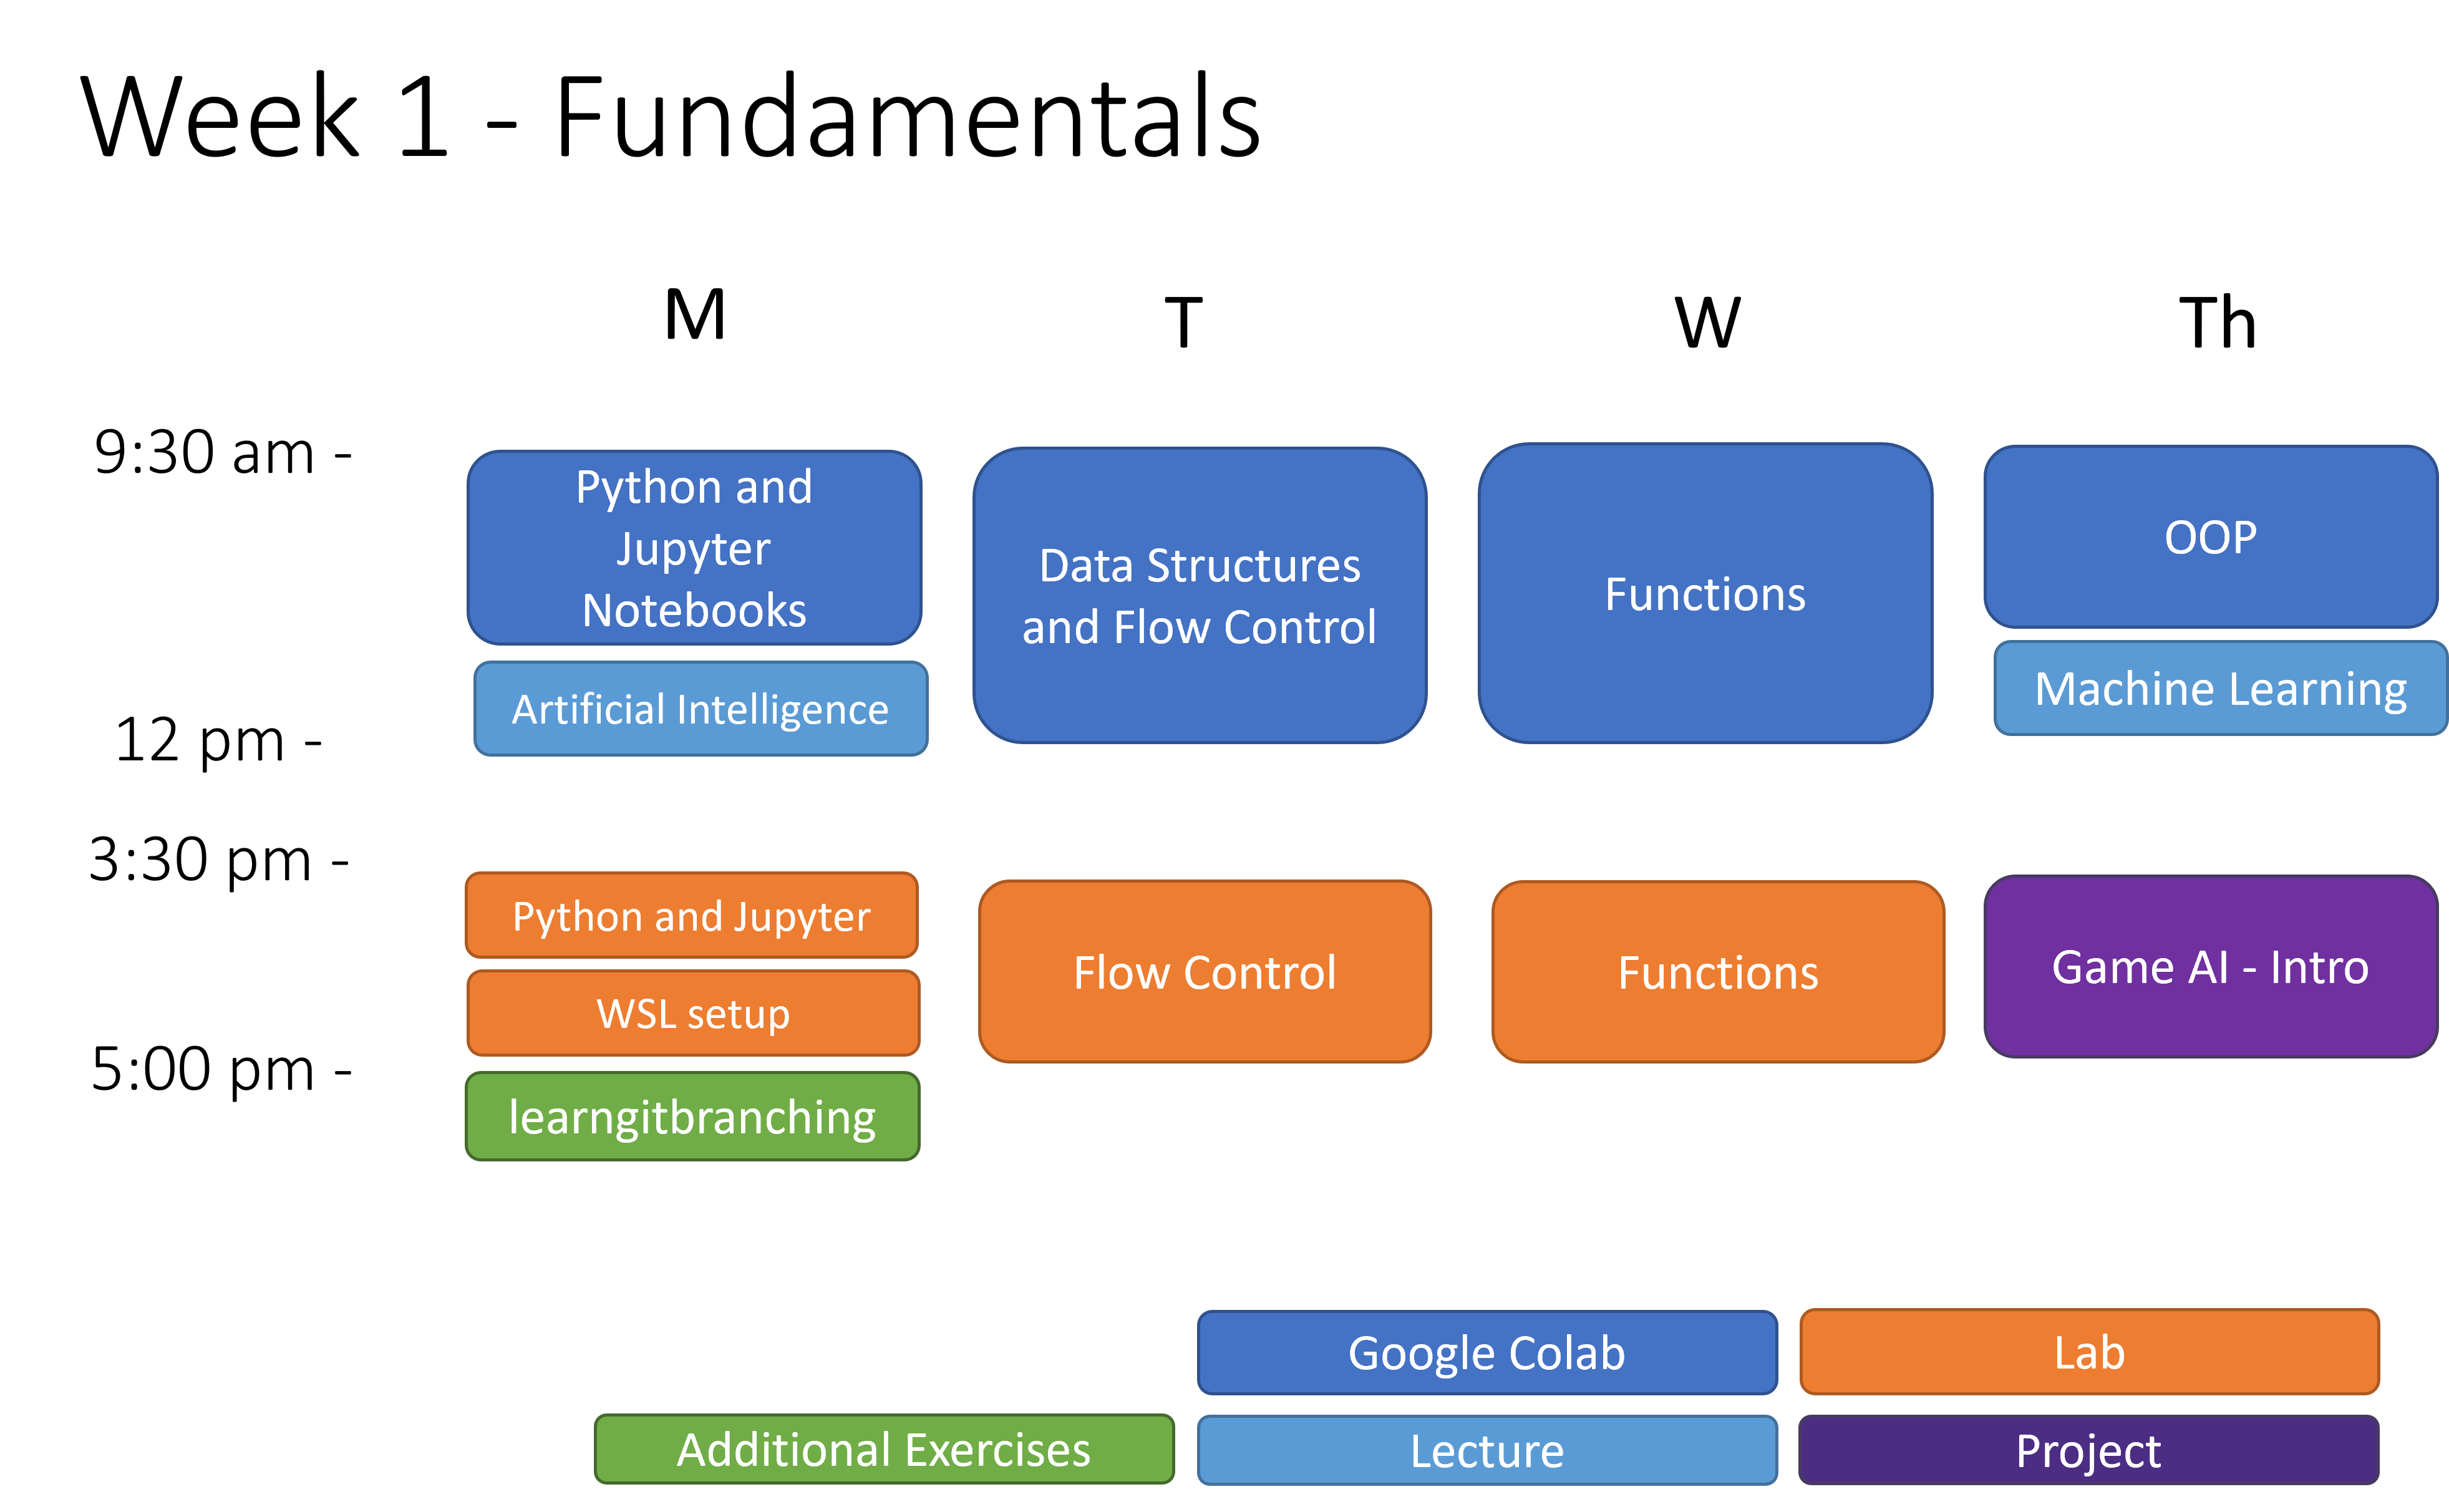 Week 1 - Fundamentals
M
T
W
Th
9:30 am -
Python and
Jupyter
Notebooks
Data Structures
and Flow Control
Functions
OOP
Artificial Intelligence
Machine Learning
12 pm -
3:30 pm -
Python and Jupyter
WSL setup
Flow Control
Functions
Game AI - Intro
5:00 pm -
learngitbranching
Google Colab
Lab
Additional Exercises
Lecture
Project